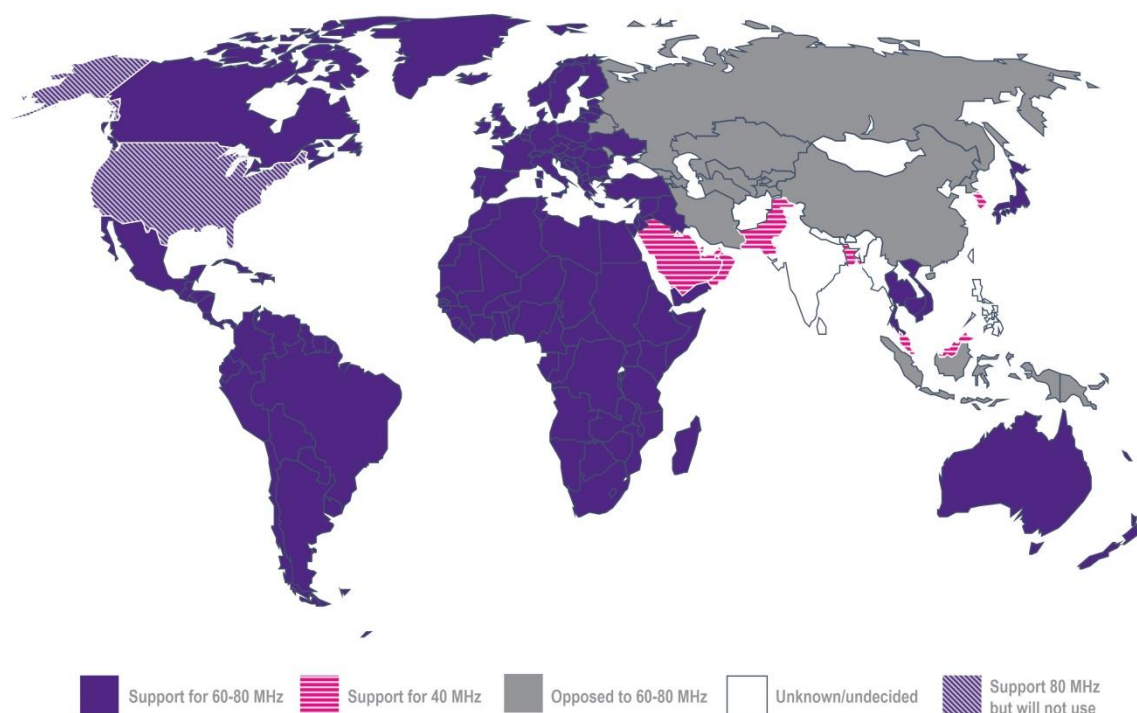 Support for 60-80 MHz
Support for 40 MHz
Opposed to 60-80 MHz
Unknown/undecided
Support 80 MHz
but will not use